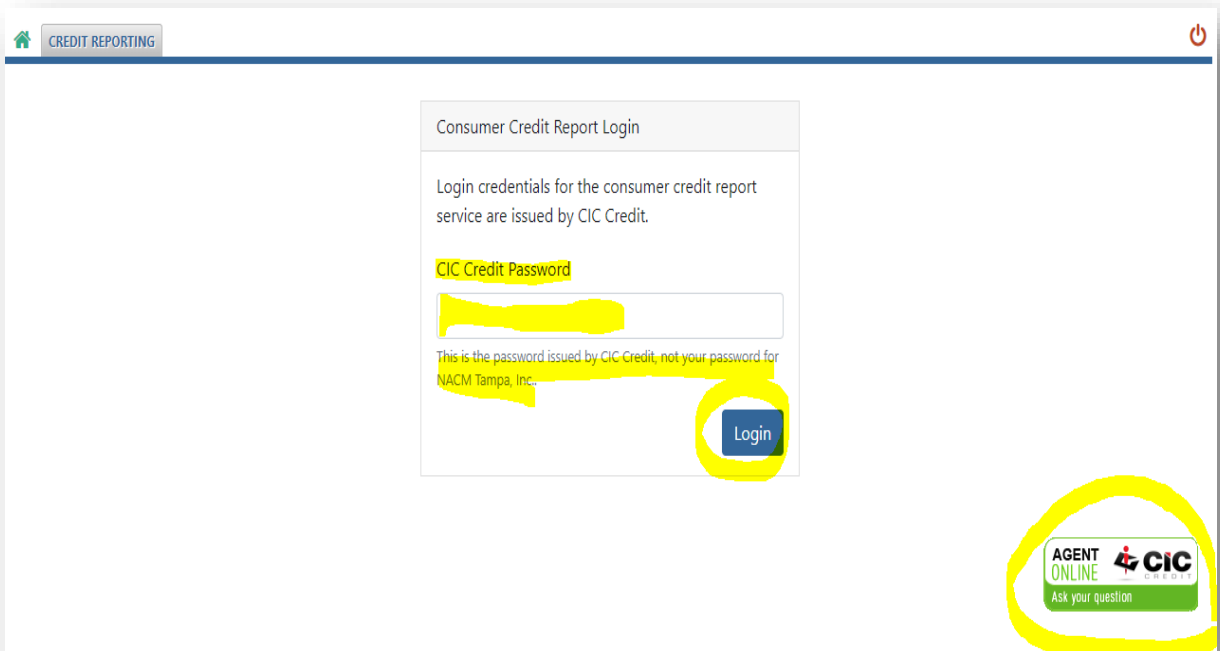 CREDIT REPORTING
Consumer Credit Report Login
Login credentials for the consumer credit report
service are issued by CIC Credit.
CIC Credit Password
This is the password issued by CIC Credit, not your password for
NACM Tampa, Inc..
Login
AGENT
ONLINE
CIC
CREDIT
Ask your question